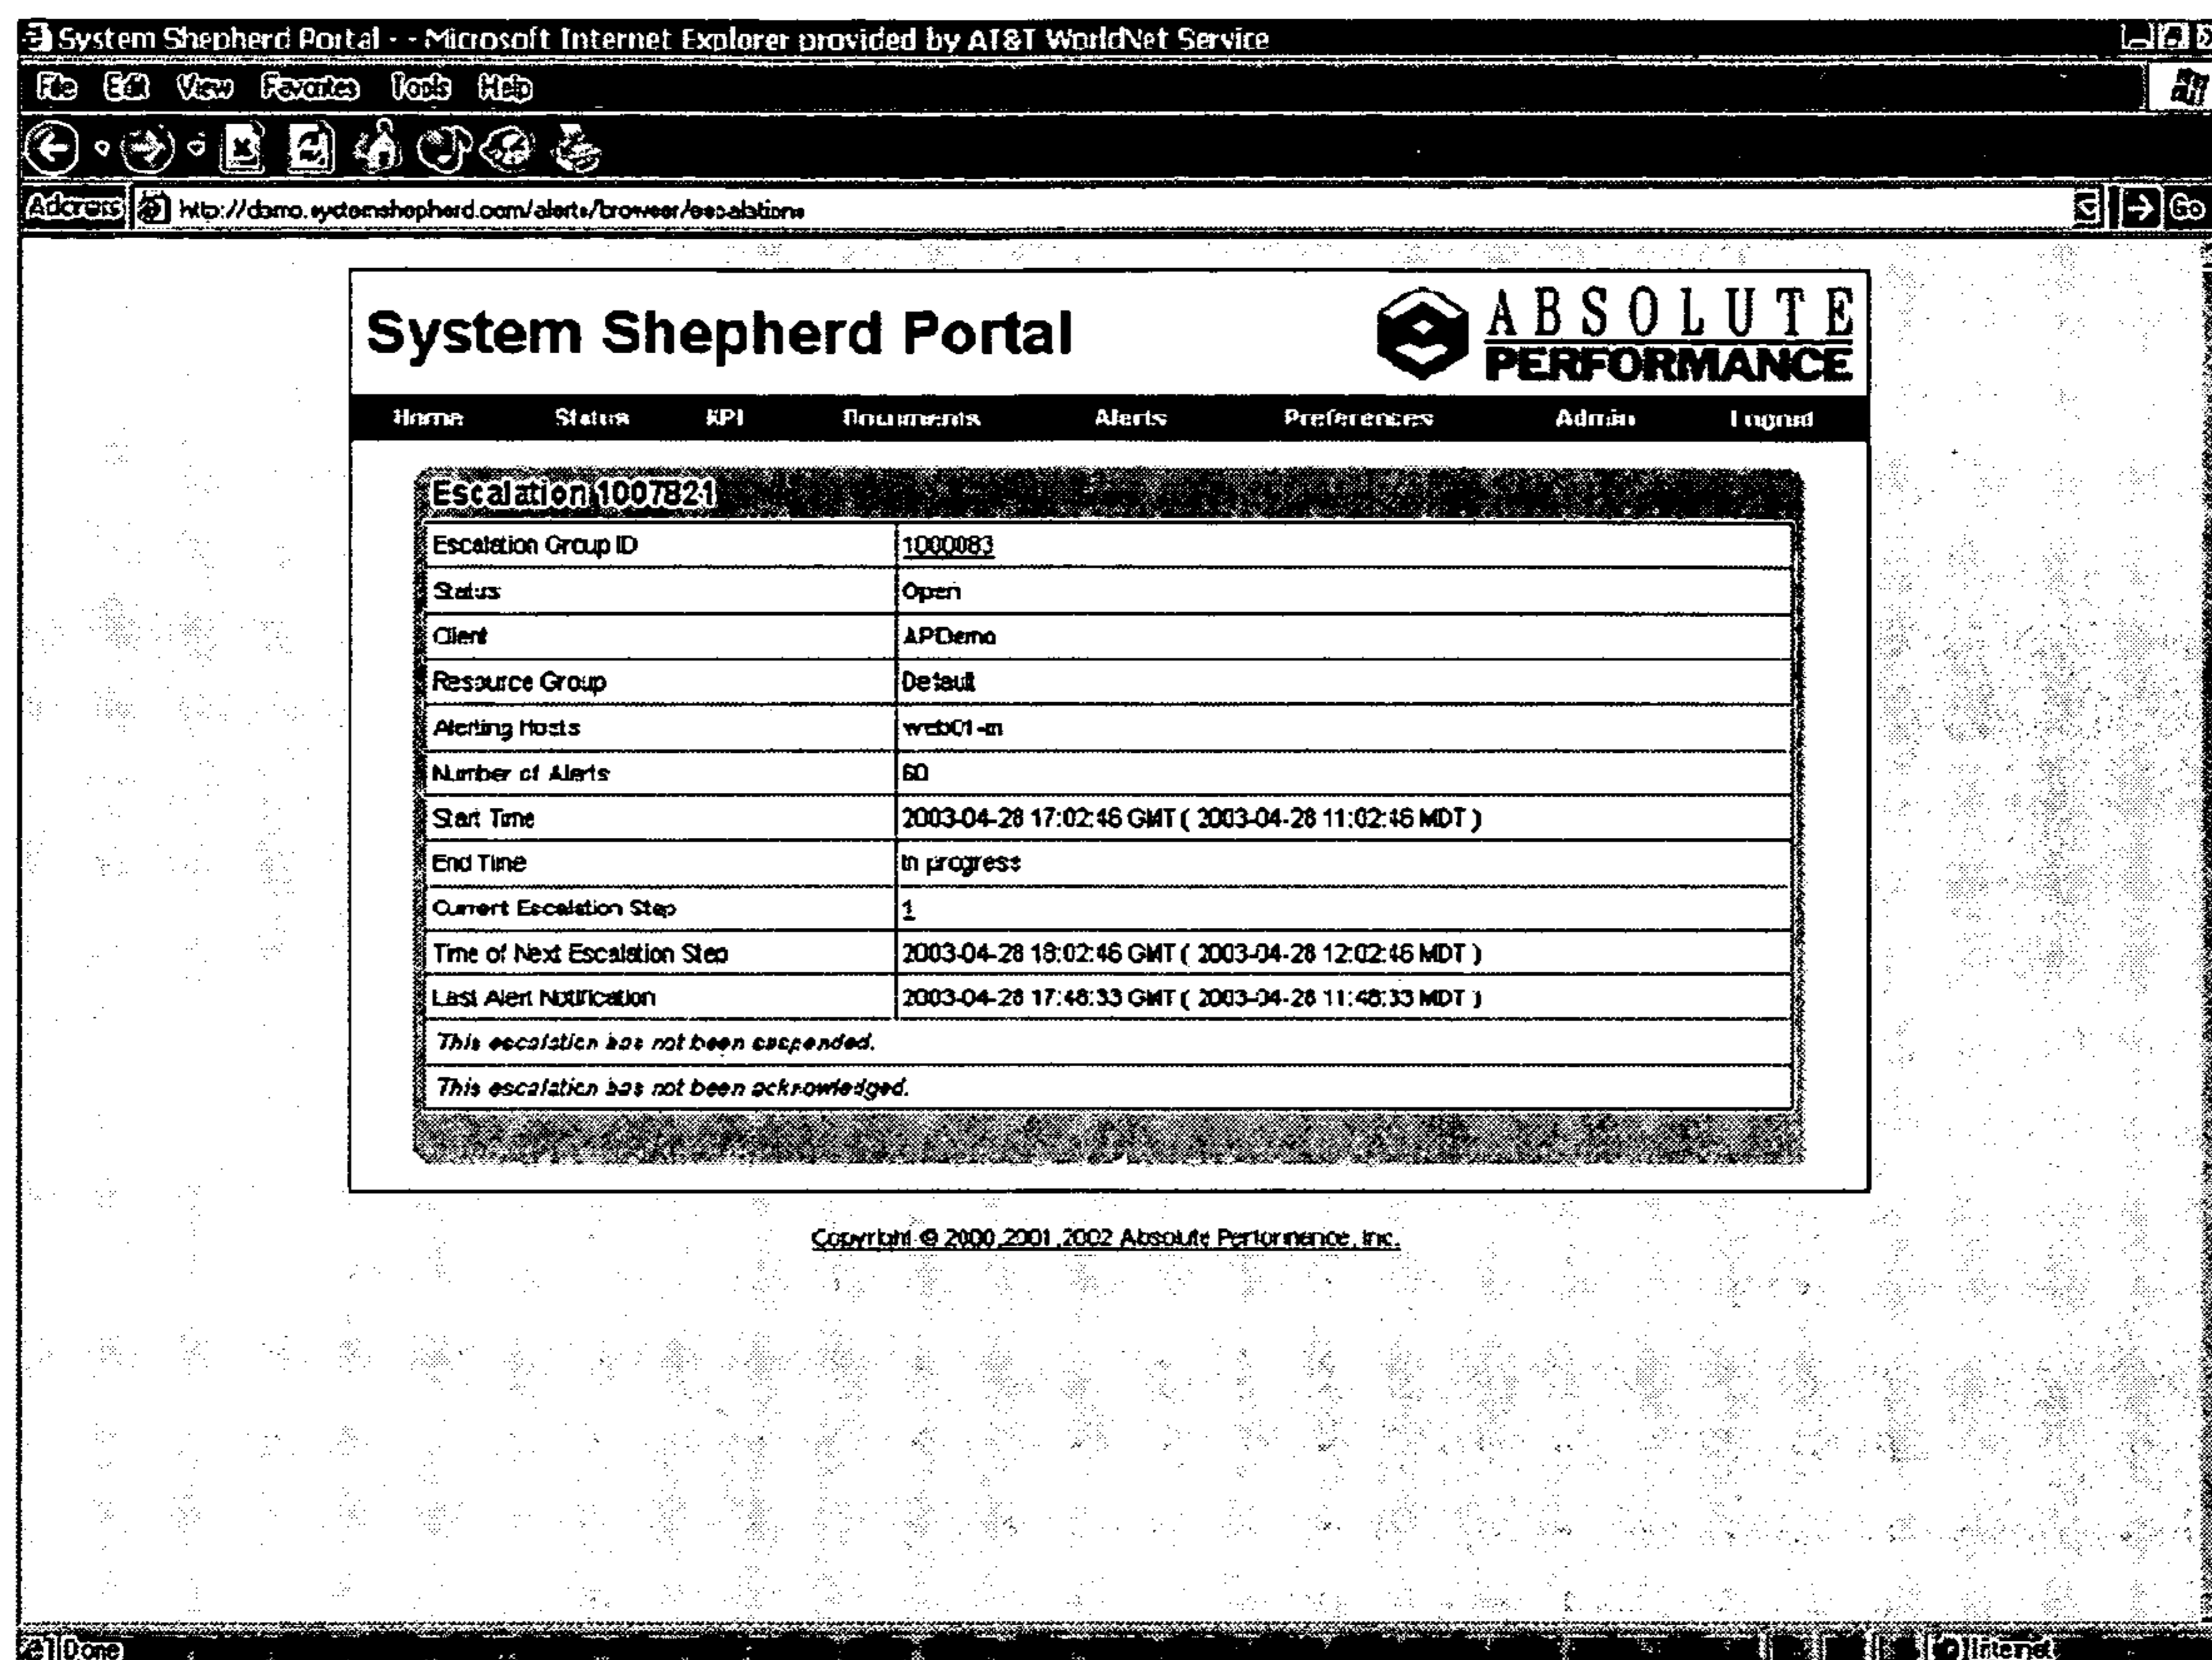 System Shepherd Portal - - Microsoft Internet Explorer provided by AT&T WorldNet Service
File Edit View Favorites Tools Help
Address http://demo.systemshepherd.com/alerts/browser/escalations Go
System Shepherd Portal
ABSOLUTE
PERFORMANCE
Home Status KPI Documents Alerts Preferences Admin Logout
Escalation 1007821
Escalation Group ID 1000083
Status Open
Client APDemo
Resource Group Default
Alerting Hosts web01-m
Number of Alerts 60
Start Time 2003-04-28 17:02:46 GMT ( 2003-04-28 11:02:46 MDT )
End Time In progress
Current Escalation Step 1
Time of Next Escalation Step 2003-04-28 18:02:46 GMT ( 2003-04-28 12:02:46 MDT )
Last Alert Notification 2003-04-28 17:48:33 GMT ( 2003-04-28 11:48:33 MDT )
This escalation has not been suspended.
This escalation has not been acknowledged.
Copyright © 2000,2001,2002 Absolute Performance, Inc.
Done Internet